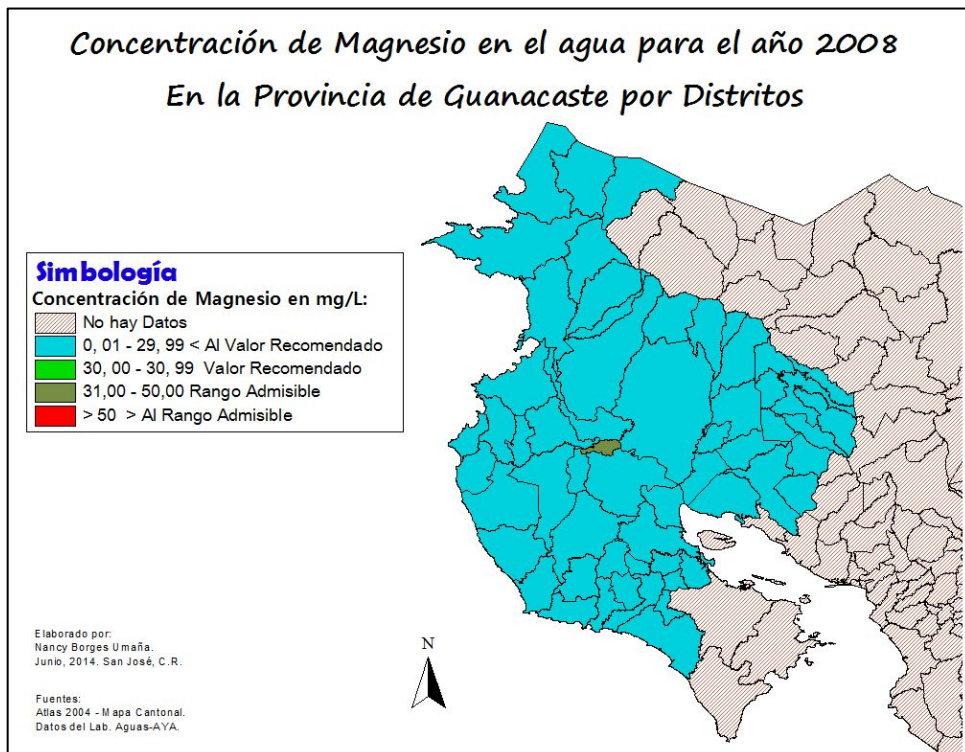 Concentración de Magnesio en el agua para el año 2008
En la Provincia de Guanacaste por Distritos
Simbología
Concentración de Magnesio en mg/L:
No hay Datos
0, 01 - 29, 99 < Al Valor Recomendado
30, 00 - 30, 99 Valor Recomendado
31,00 - 50,00 Rango Admisible
> 50 > Al Rango Admisible
Elaborado por:
Nancy Borges Umaña.
Junio, 2014. San José, C.R.
N
Fuentes:
Atlas 2004 - Mapa Cantonal.
Datos del Lab. Aguas-AYA.